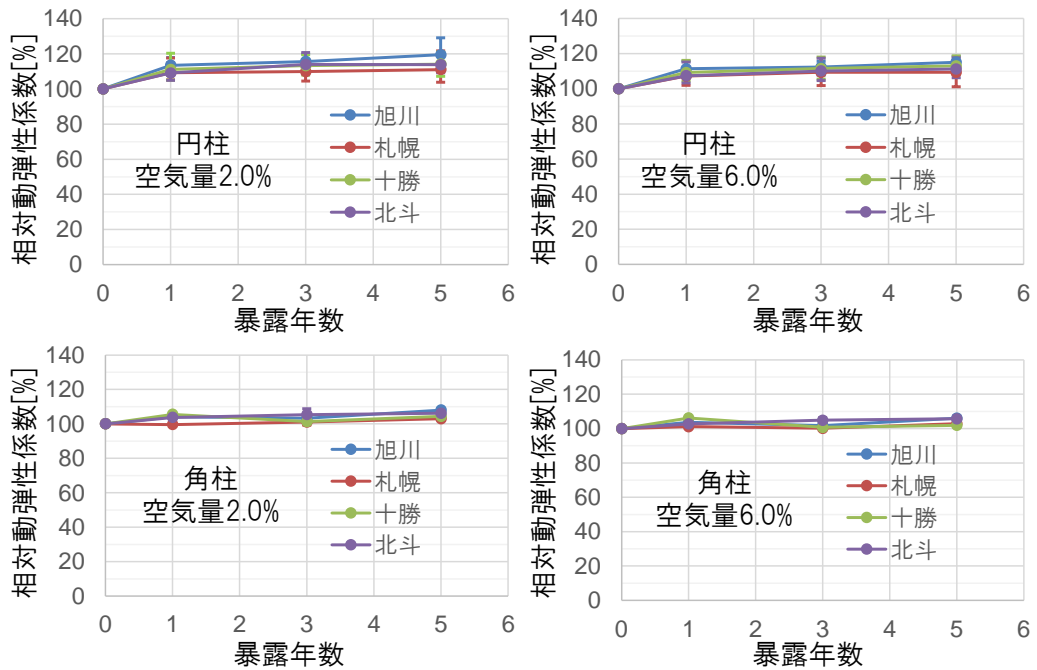 相対動弾性係数[%]
140
120
100
80
60
40
20
0
円柱
空気量2.0%
旭川
札幌
十勝
北斗
0 1 2 3 4 5 6
暴露年数
相対動弾性係数[%]
140
120
100
80
60
40
20
0
円柱
空気量6.0%
旭川
札幌
十勝
北斗
0 1 2 3 4 5 6
暴露年数
相対動弾性係数[%]
140
120
100
80
60
40
20
0
角柱
空気量2.0%
旭川
札幌
十勝
北斗
0 1 2 3 4 5 6
暴露年数
相対動弾性係数[%]
140
120
100
80
60
40
20
0
角柱
空気量6.0%
旭川
札幌
十勝
北斗
0 1 2 3 4 5 6
暴露年数